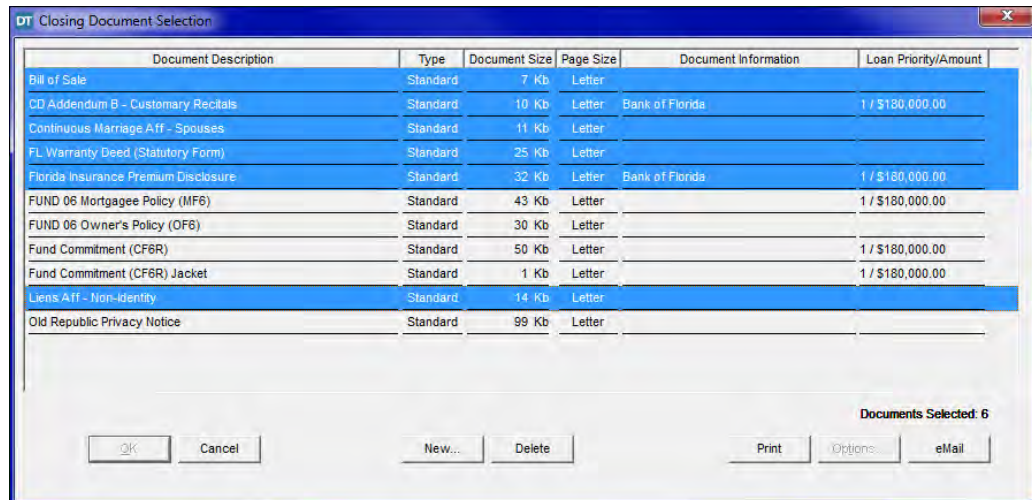 DT Closing Document Selection X
Document Description Type Document Size Page Size Document Information Loan Priority/Amount
Bill of Sale Standard 7 Kb Letter
CD Addendum B - Customary Recitals Standard 10 Kb Letter Bank of Florida 1 / $180,000.00
Continuous Marriage Aff - Spouses Standard 11 Kb Letter
FL Warranty Deed (Statutory Form) Standard 25 Kb Letter
Florida Insurance Premium Disclosure Standard 32 Kb Letter Bank of Florida 1 / $180,000.00
FUND 06 Mortgagee Policy (MF6) Standard 43 Kb Letter 1 / $180,000.00
FUND 06 Owner's Policy (OF6) Standard 30 Kb Letter
Fund Commitment (CF6R) Standard 50 Kb Letter 1 / $180,000.00
Fund Commitment (CF6R) Jacket Standard 1 Kb Letter 1 / $180,000.00
Liens Aff - Non-Identity Standard 14 Kb Letter
Old Republic Privacy Notice Standard 99 Kb Letter
Documents Selected: 6
OK Cancel New... Delete Print Options eMail